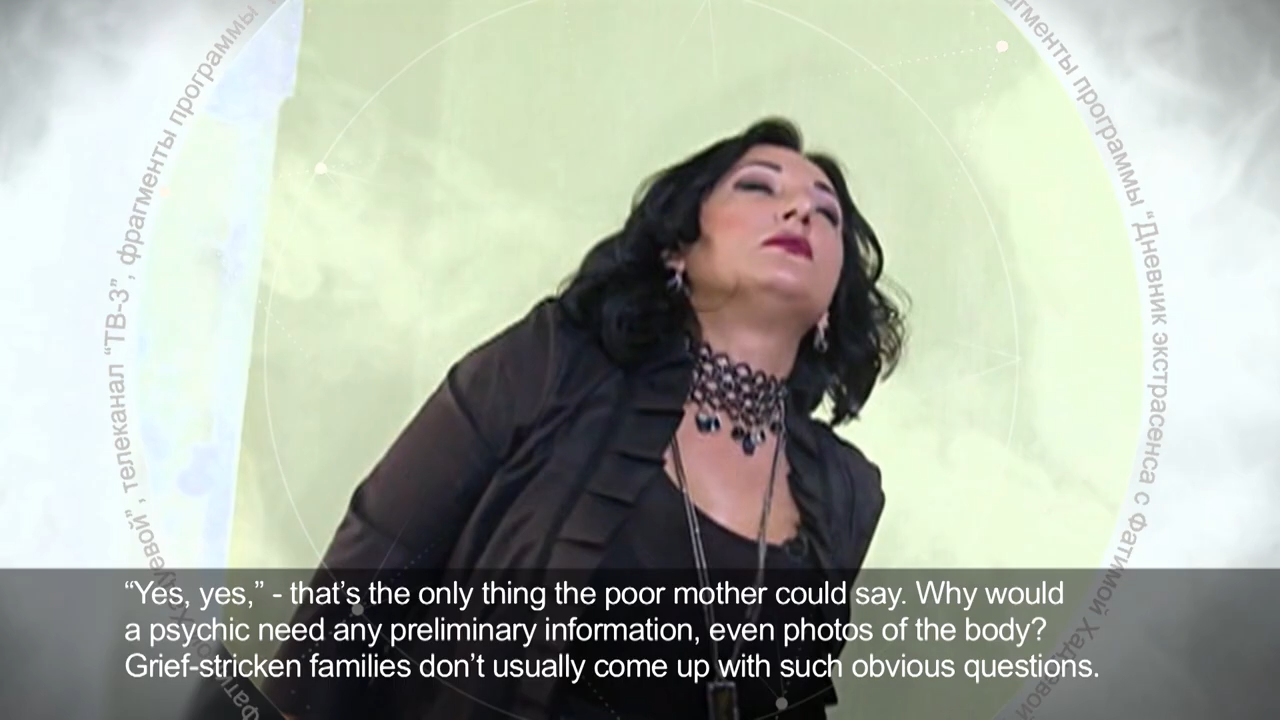 “Yes, yes,” - that’s the only thing the poor mother could say. Why would
a psychic need any preliminary information, even photos of the body?
Grief-stricken families don’t usually come up with such obvious questions.
телеканал “ТВ-3”, фрагменты программы
фрагменты программы “Дневник экстрасенса с Фатимой